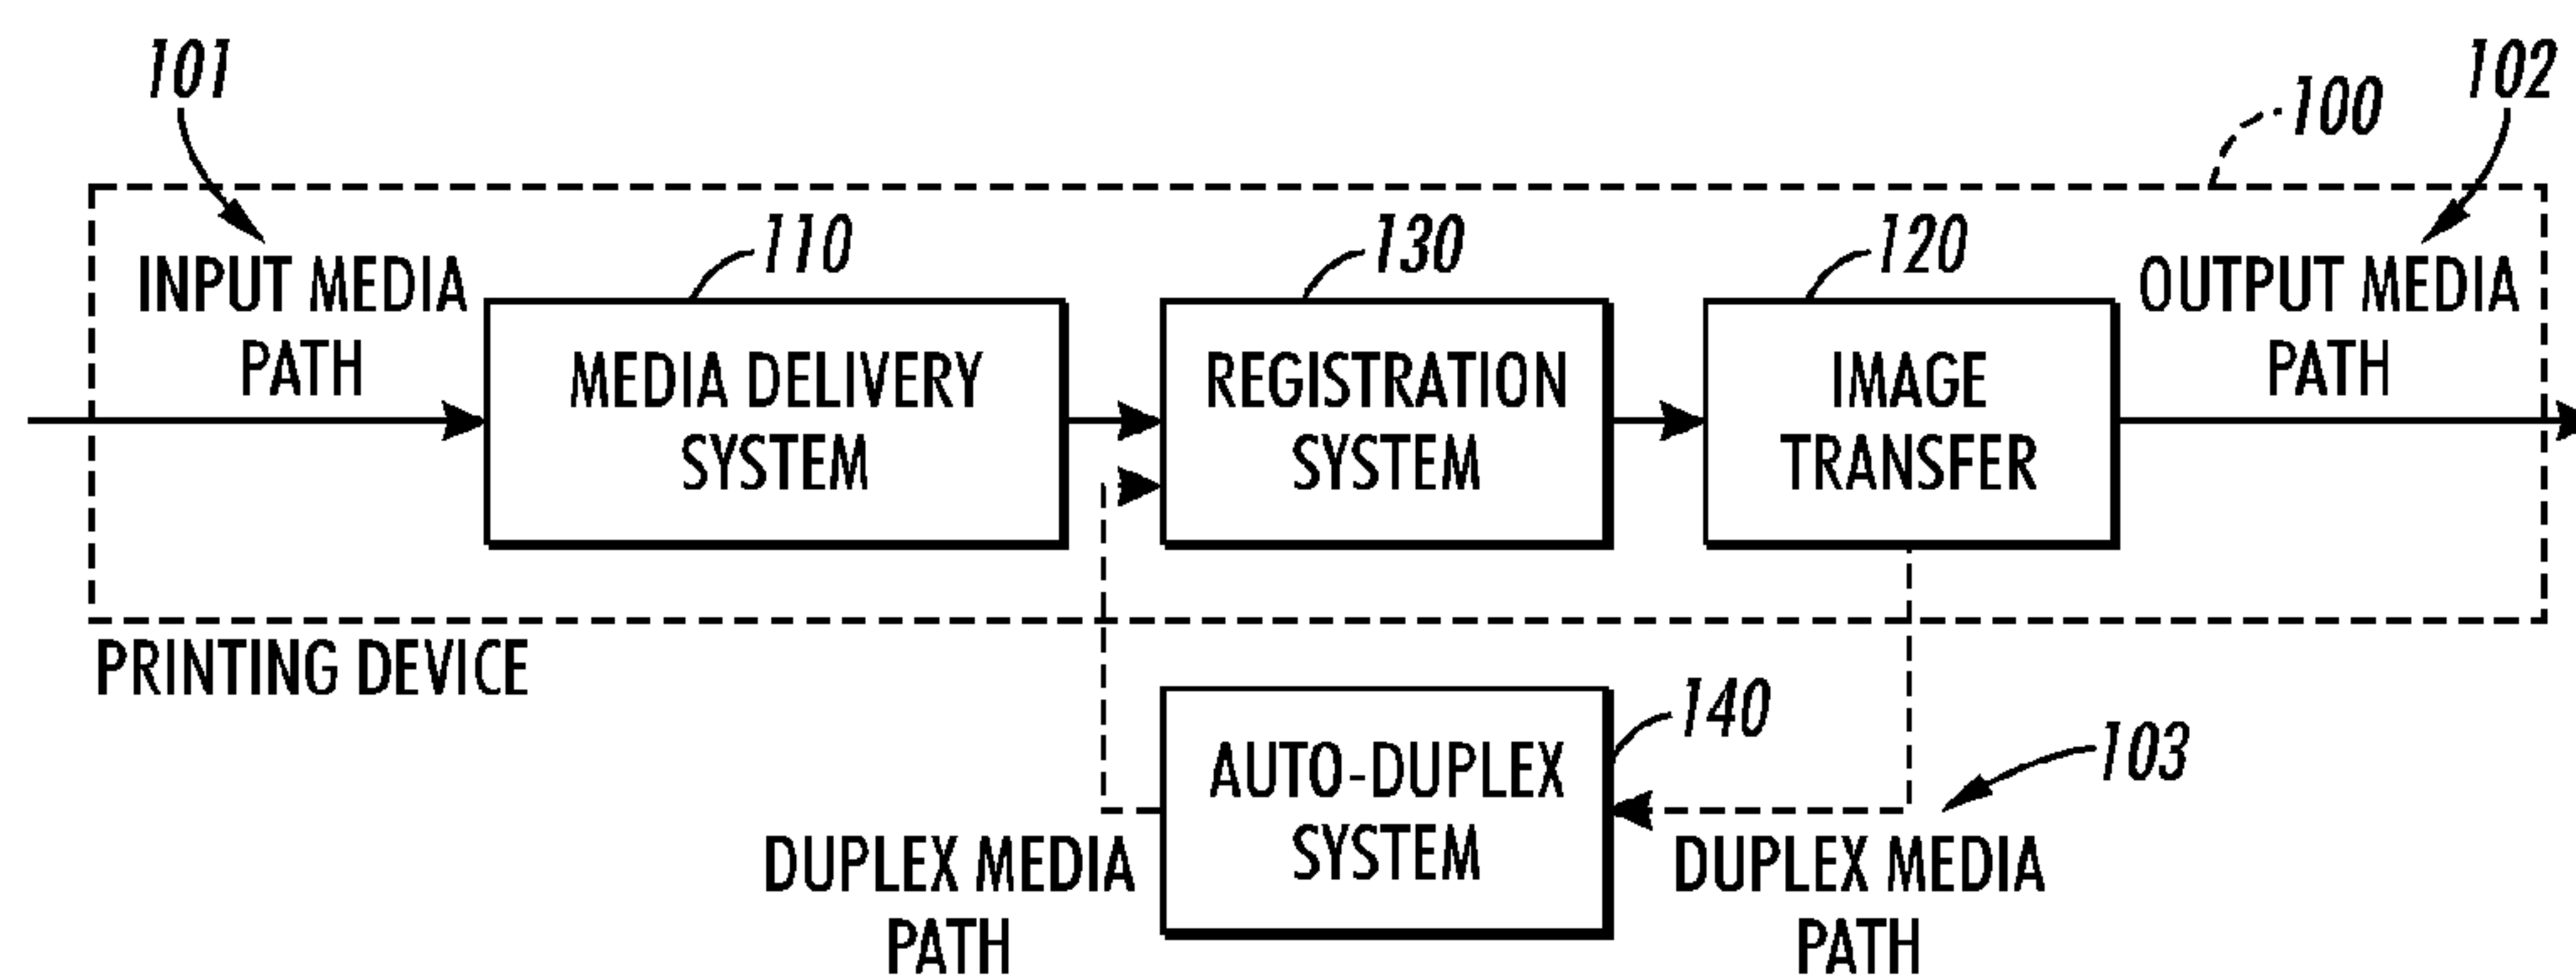 101
102
100
110
130
120
INPUT MEDIA
PATH
MEDIA DELIVERY
SYSTEM
REGISTRATION
SYSTEM
IMAGE
TRANSFER
OUTPUT MEDIA
PATH
PRINTING DEVICE
140
103
AUTO-DUPLEX
SYSTEM
DUPLEX MEDIA
PATH
DUPLEX MEDIA
PATH